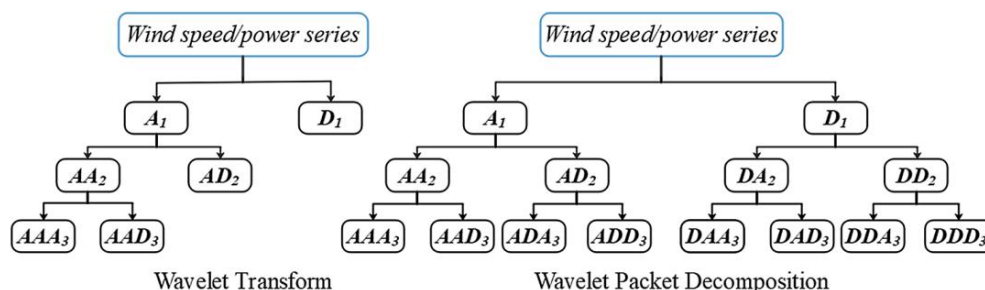 Wind speed/power series Wind speed/power series
A₁ D₁ A₁ D₁
AA₂ AD₂ AA₂ AD₂ DA₂ DD₂
AAA₃ AAD₃ AAA₃ AAD₃ ADA₃ ADD₃ DAA₃ DAD₃ DDA₃ DDD₃
Wavelet Transform Wavelet Packet Decomposition